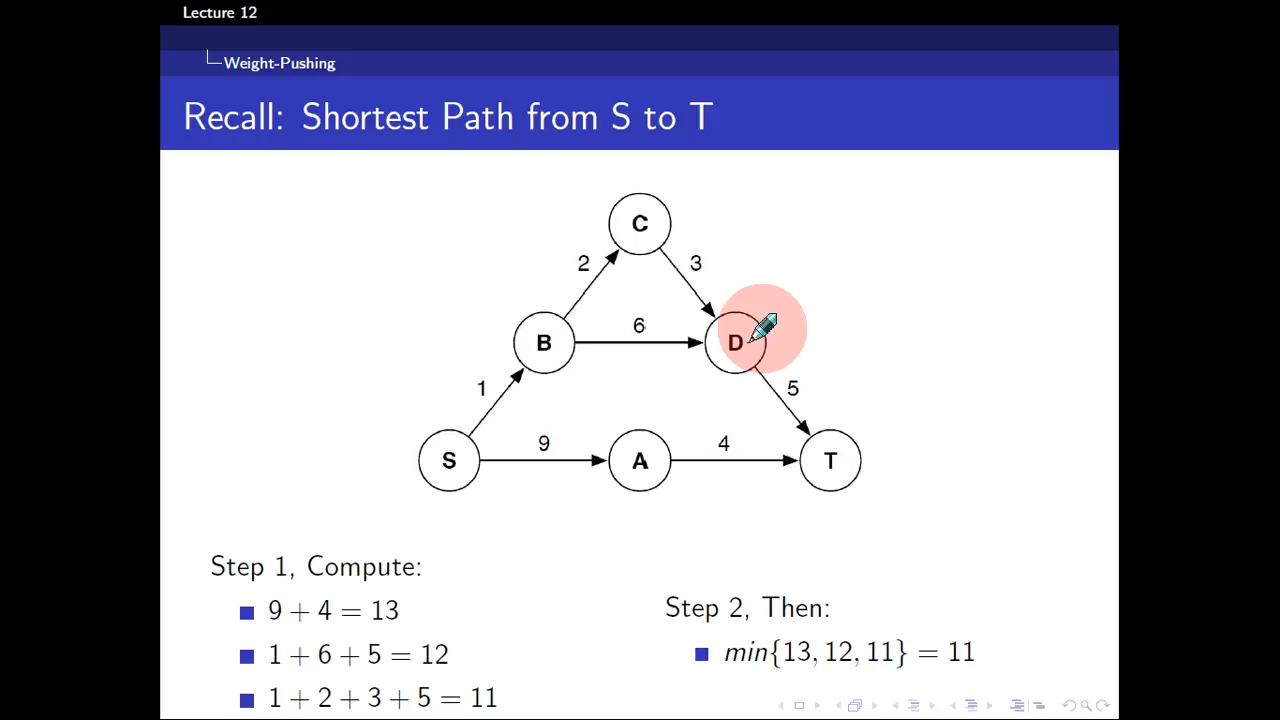 Lecture 12
Weight-Pushing
Recall: Shortest Path from S to T
C
2
3
B
6
D
1
5
S
9
A
4
T
Step 1, Compute:
9 + 4 = 13
1 + 6 + 5 = 12
1 + 2 + 3 + 5 = 11
Step 2, Then:
min{13, 12, 11} = 11